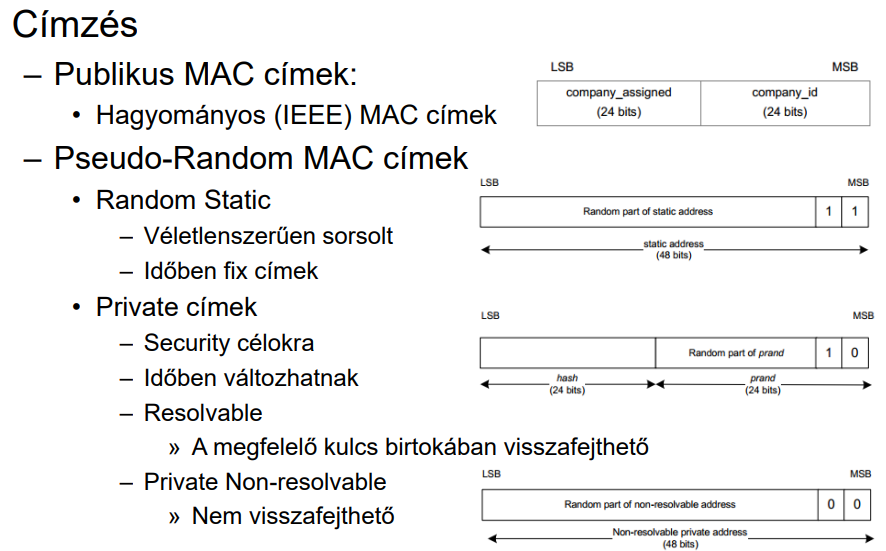 Címzés
– Publikus MAC címek:
• Hagyományos (IEEE) MAC címek
LSB MSB
company_assigned (24 bits) company_id (24 bits)
– Pseudo-Random MAC címek
• Random Static
– Véletlenszerűen sorsolt
– Időben fix címek
LSB MSB
Random part of static address 1 1
static address
(48 bits)
• Private címek
– Security célokra
– Időben változhatnak
– Resolvable
» A megfelelő kulcs birtokában visszafejthető
LSB MSB
Random part of prand 1 0
hash prand
(24 bits) (24 bits)
– Private Non-resolvable
» Nem visszafejthető
LSB MSB
Random part of non-resolvable address 0 0
Non-resolvable private address
(48 bits)